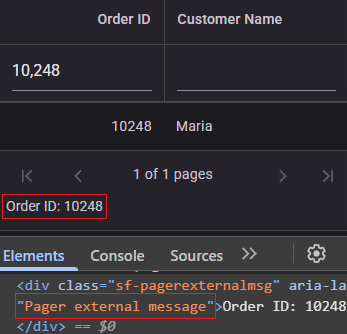 Order ID Customer Name
10,248
10248 Maria
1 of 1 pages
Order ID: 10248
Elements Console Sources
<div class="sf-pagerexternalmsg" aria-la
"Pager external message">Order ID: 10248
</div> == $0